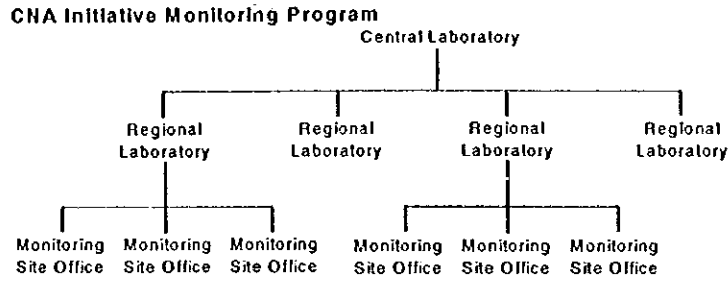 CNA Initiative Monitoring Program
Central Laboratory
Regional Laboratory
Regional Laboratory
Regional Laboratory
Regional Laboratory
Monitoring Site Office
Monitoring Site Office
Monitoring Site Office
Monitoring Site Office
Monitoring Site Office
Monitoring Site Office